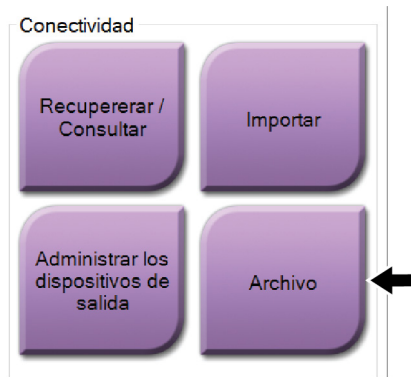 Conectividad
Recupererar /
Consultar
Importar
Administrar los
dispositivos de
salida
Archivo